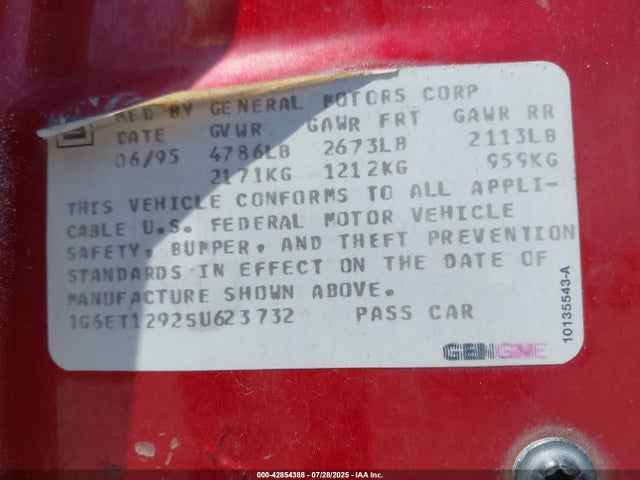 MFD BY GENERAL MOTORS CORP
DATE GVWR GAWR FRT GAWR RR
06/95 4786LB 2673LB 2113LB
2171KG 1212KG 959KG
THIS VEHICLE CONFORMS TO ALL APPLI-
CABLE U.S. FEDERAL MOTOR VEHICLE
SAFETY, BUMPER, AND THEFT PREVENTION
STANDARDS IN EFFECT ON THE DATE OF
MANUFACTURE SHOWN ABOVE.
1G6ET1292SU623732 PASS CAR
10135543-A
000-42854388 - 07/28/2025 - IAA Inc.